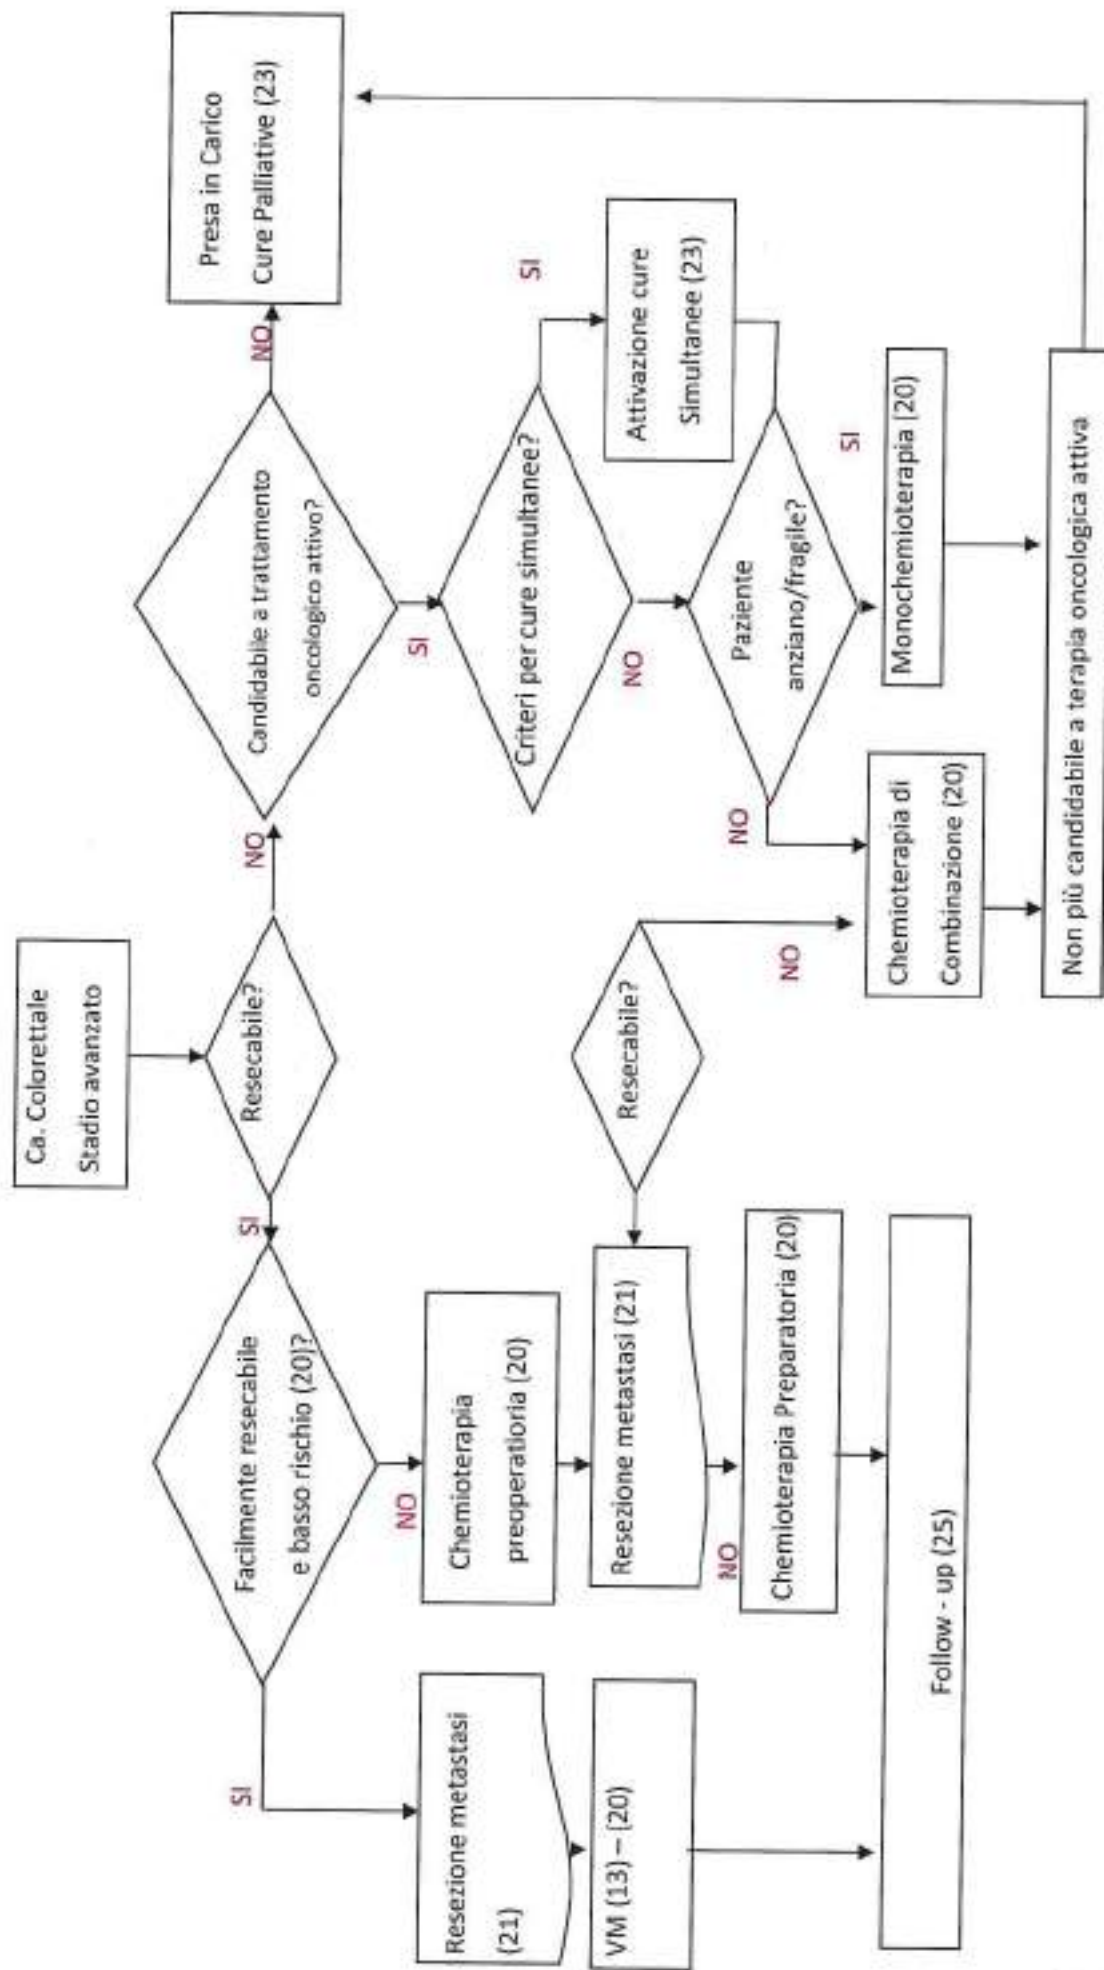 Ca. Colorettale
Stadio avanzato
Resecabile?
SI
NO
Facilmente resecabile
e basso rischio (20)?
SI
NO
Candidabile a trattamento
oncologico attivo?
NO
SI
Presa in Carico
Cure Palliative (23)
Resezione metastasi
(21)
VM (13) – (20)
Chemioterapia
preoperatioria (20)
Resezione metastasi (21)
NO
Chemioterapia Preparatoria (20)
Follow - up (25)
Resecabile?
NO
Criteri per cure simultanee?
SI
NO
Attivazione cure
Simultanee (23)
Paziente
anziano/fragile?
NO
SI
Chemioterapia di
Combinazione (20)
Monochemioterapia (20)
Non più candidabile a terapia oncologica attiva